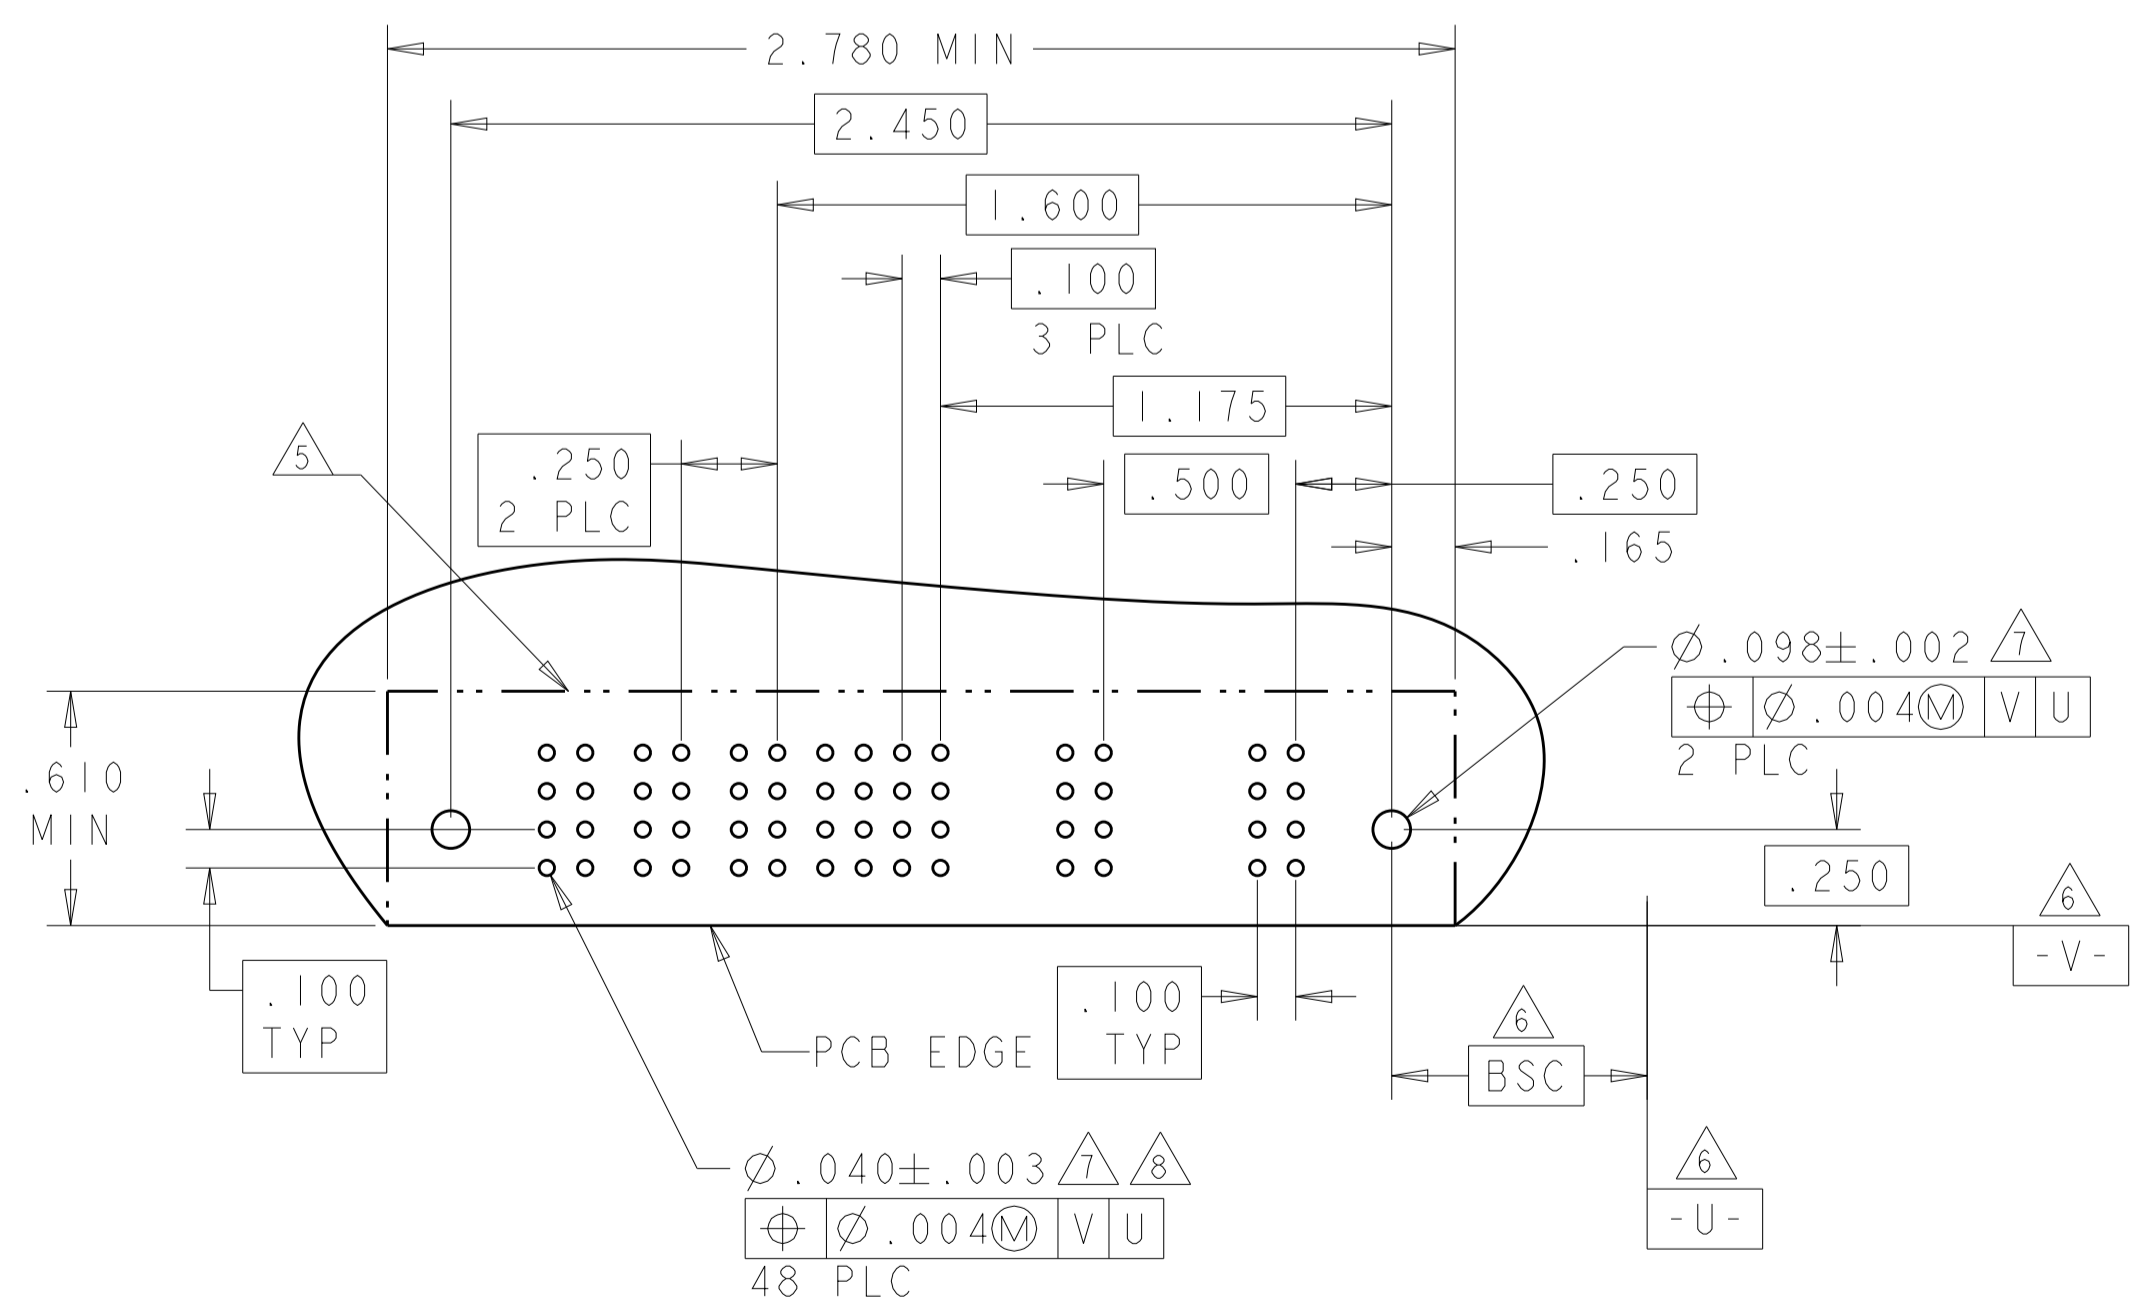 2.780 MIN
2.450
1.600
.100
3 PLC
1.175
5
.250
2 PLC
.500
.250
.165
Ø.098±.002 7
⌖ Ø.004Ⓜ V U
2 PLC
.610
MIN
.250
6
-V-
.100
TYP
PCB EDGE
.100
TYP
6
BSC
Ø.040±.003 7 8
⌖ Ø.004Ⓜ V U
48 PLC
6
-U-